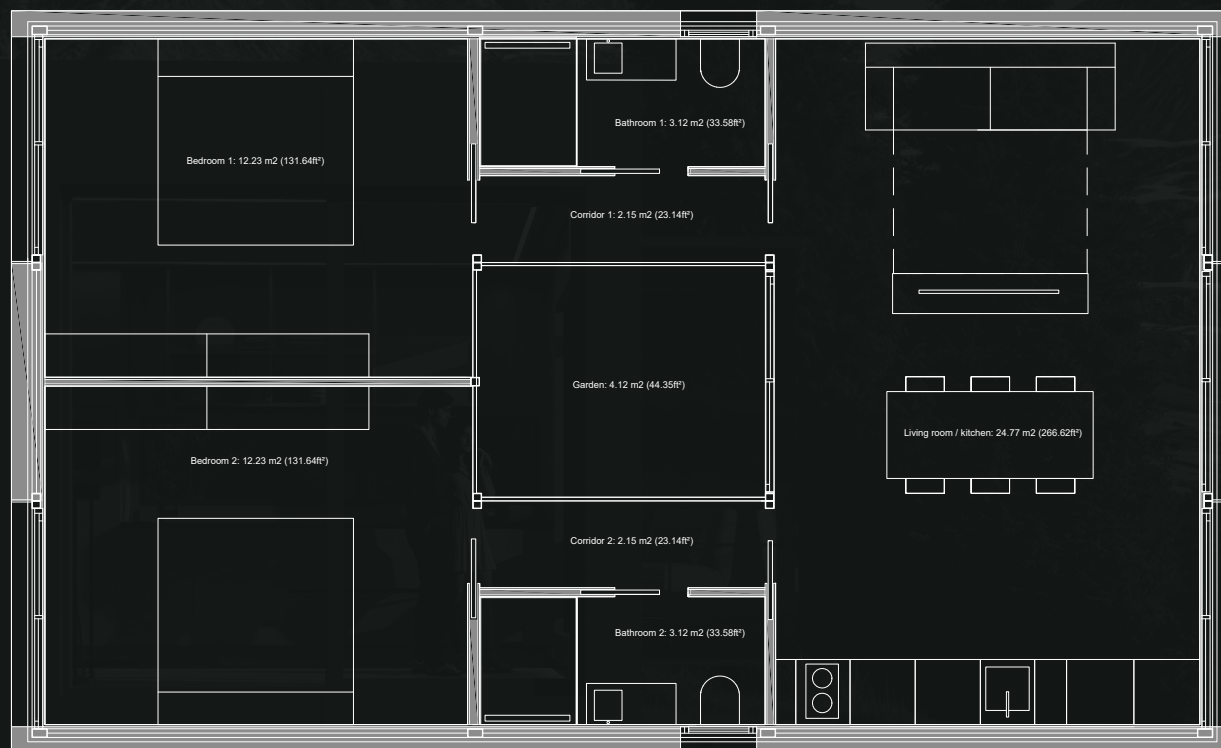 Bathroom 1: 3.12 m2 (33.58ft²)
Bedroom 1: 12.23 m2 (131.64ft²)
Corridor 1: 2.15 m2 (23.14ft²)
Garden: 4.12 m2 (44.35ft²)
Living room / kitchen: 24.77 m2 (266.62ft²)
Bedroom 2: 12.23 m2 (131.64ft²)
Corridor 2: 2.15 m2 (23.14ft²)
Bathroom 2: 3.12 m2 (33.58ft²)